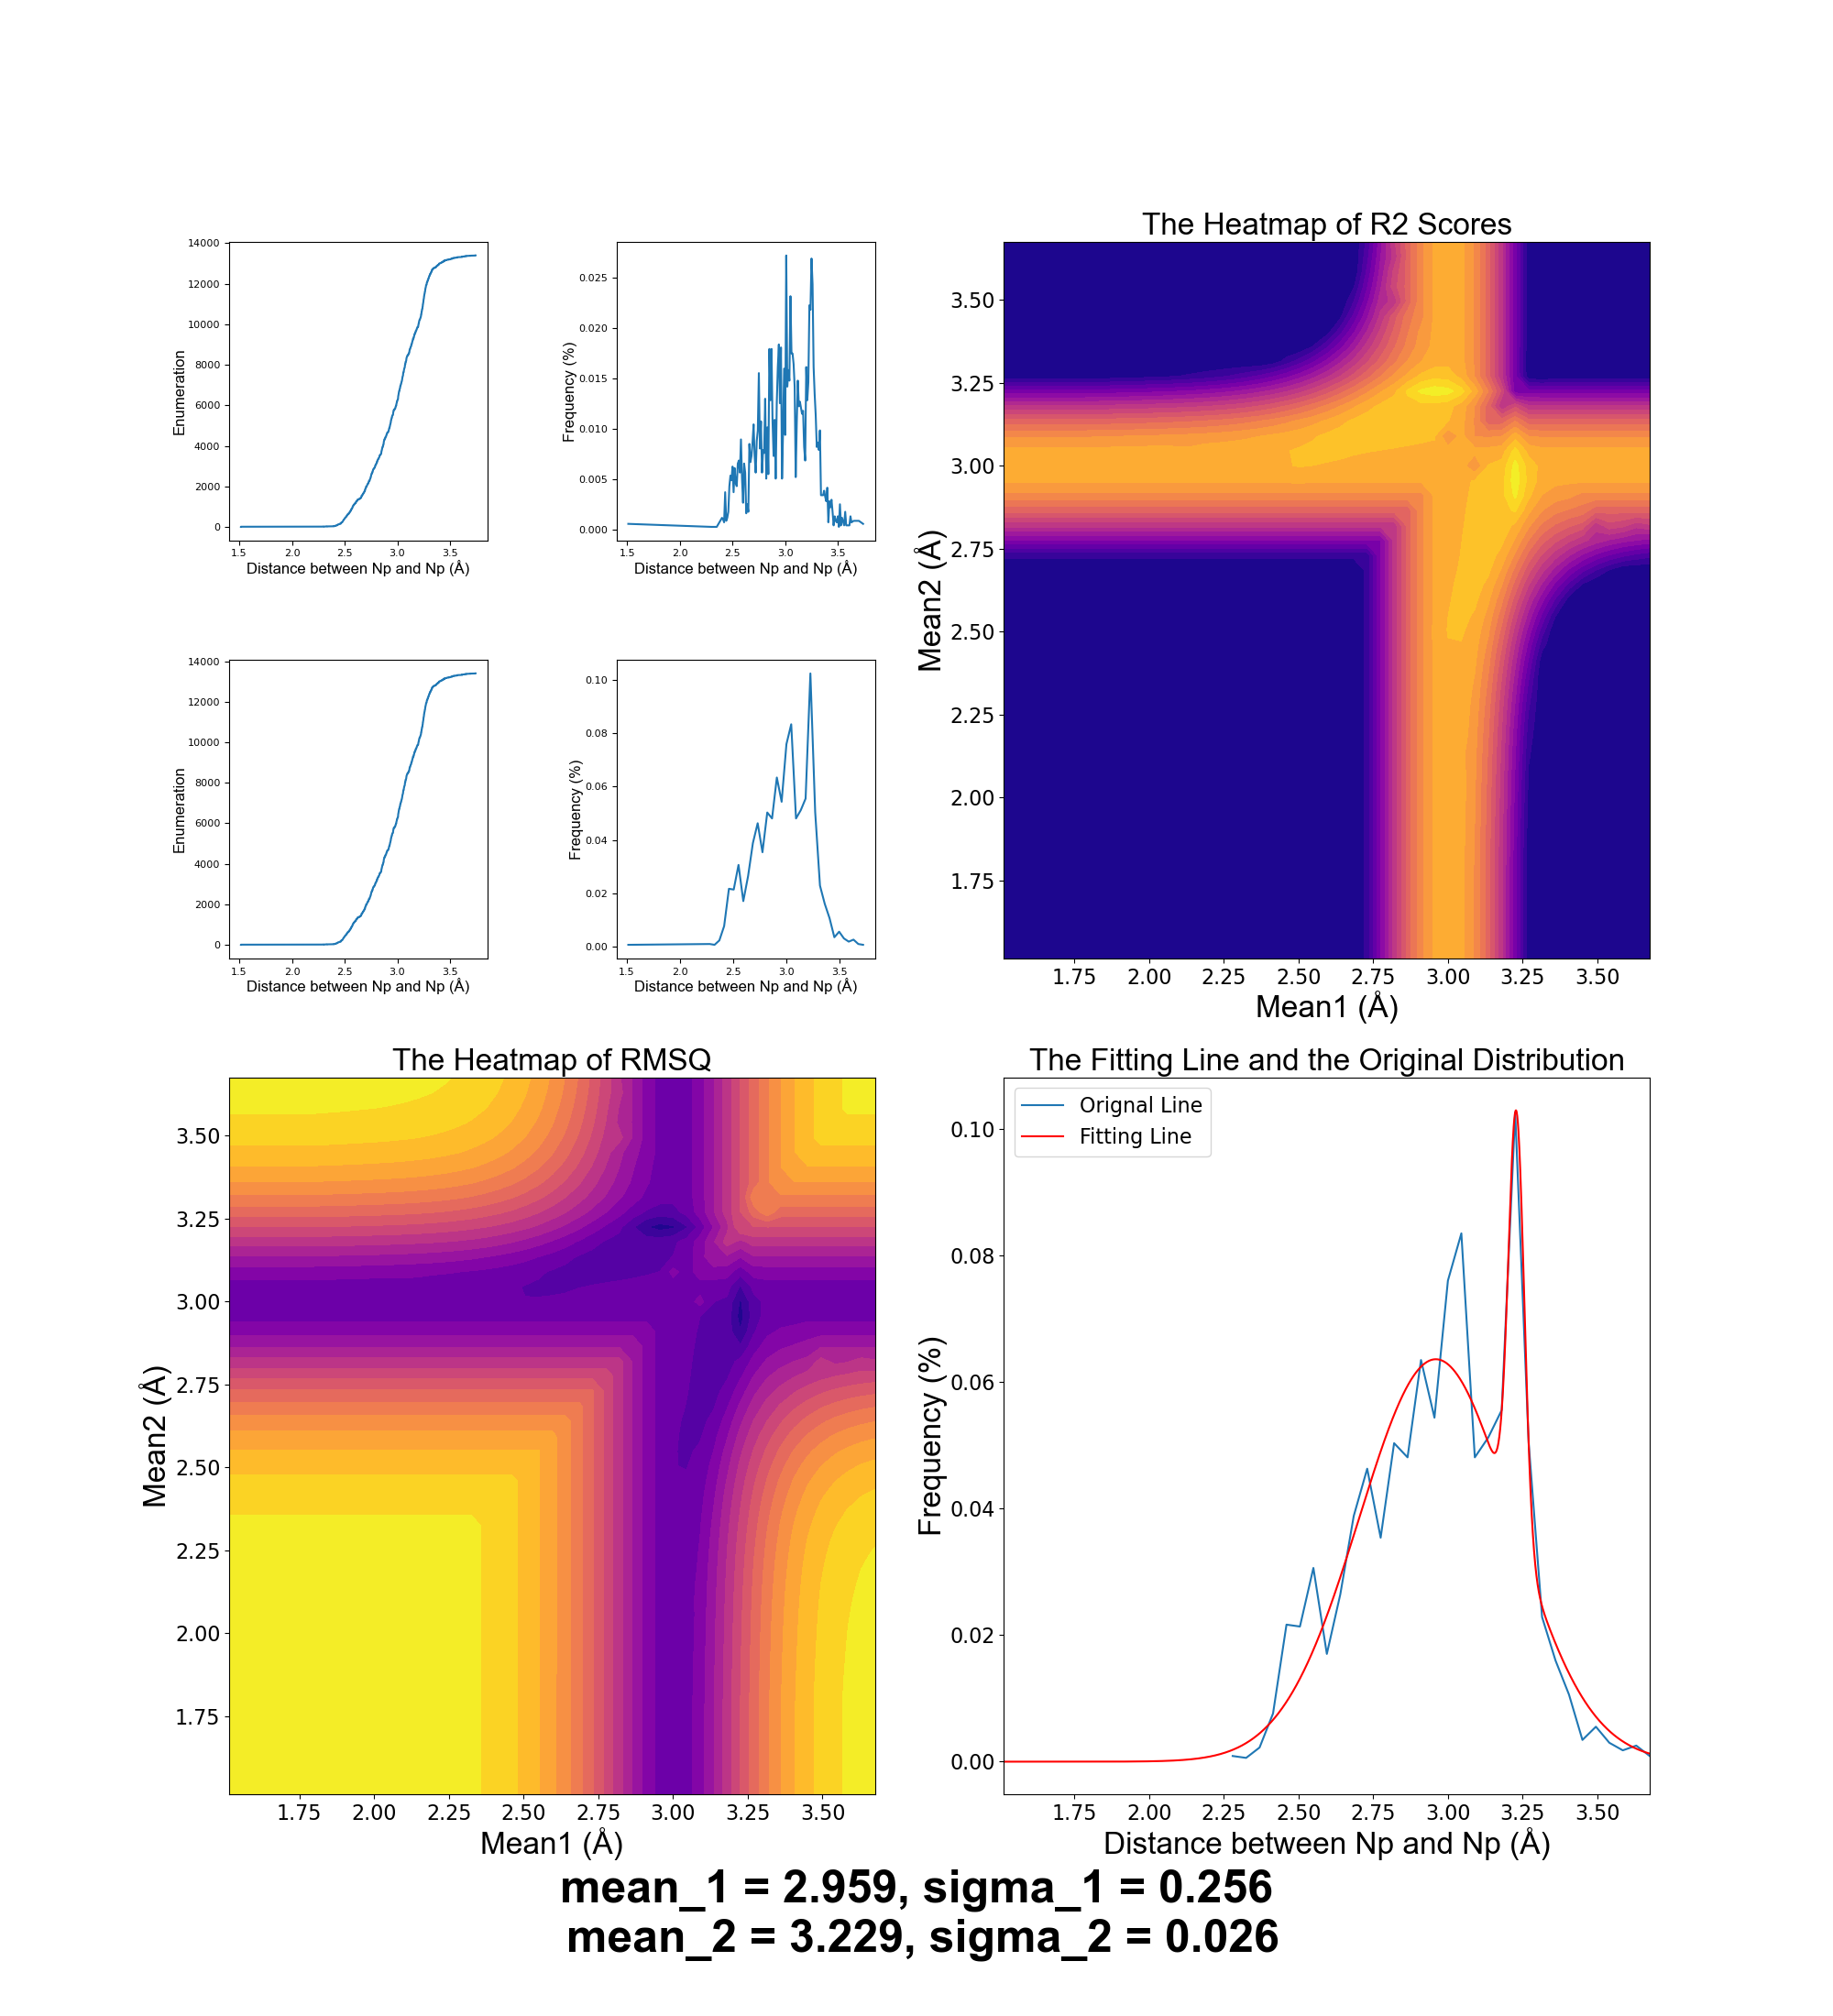 14000
12000
10000
8000
6000
4000
2000
0
Enumeration
1.5 2.0 2.5 3.0 3.5
Distance between Np and Np (Å)
0.025
0.020
0.015
0.010
0.005
0.000
Frequency (%)
1.5 2.0 2.5 3.0 3.5
Distance between Np and Np (Å)
The Heatmap of R2 Scores
3.50
3.25
3.00
2.75
2.50
2.25
2.00
1.75
Mean2 (Å)
1.75 2.00 2.25 2.50 2.75 3.00 3.25 3.50
Mean1 (Å)
14000
12000
10000
8000
6000
4000
2000
0
Enumeration
1.5 2.0 2.5 3.0 3.5
Distance between Np and Np (Å)
0.10
0.08
0.06
0.04
0.02
0.00
Frequency (%)
1.5 2.0 2.5 3.0 3.5
Distance between Np and Np (Å)
The Heatmap of RMSQ
3.50
3.25
3.00
2.75
2.50
2.25
2.00
1.75
Mean2 (Å)
1.75 2.00 2.25 2.50 2.75 3.00 3.25 3.50
Mean1 (Å)
The Fitting Line and the Original Distribution
Orignal Line
Fitting Line
0.10
0.08
0.06
0.04
0.02
0.00
Frequency (%)
1.75 2.00 2.25 2.50 2.75 3.00 3.25 3.50
Distance between Np and Np (Å)
mean_1 = 2.959, sigma_1 = 0.256
mean_2 = 3.229, sigma_2 = 0.026